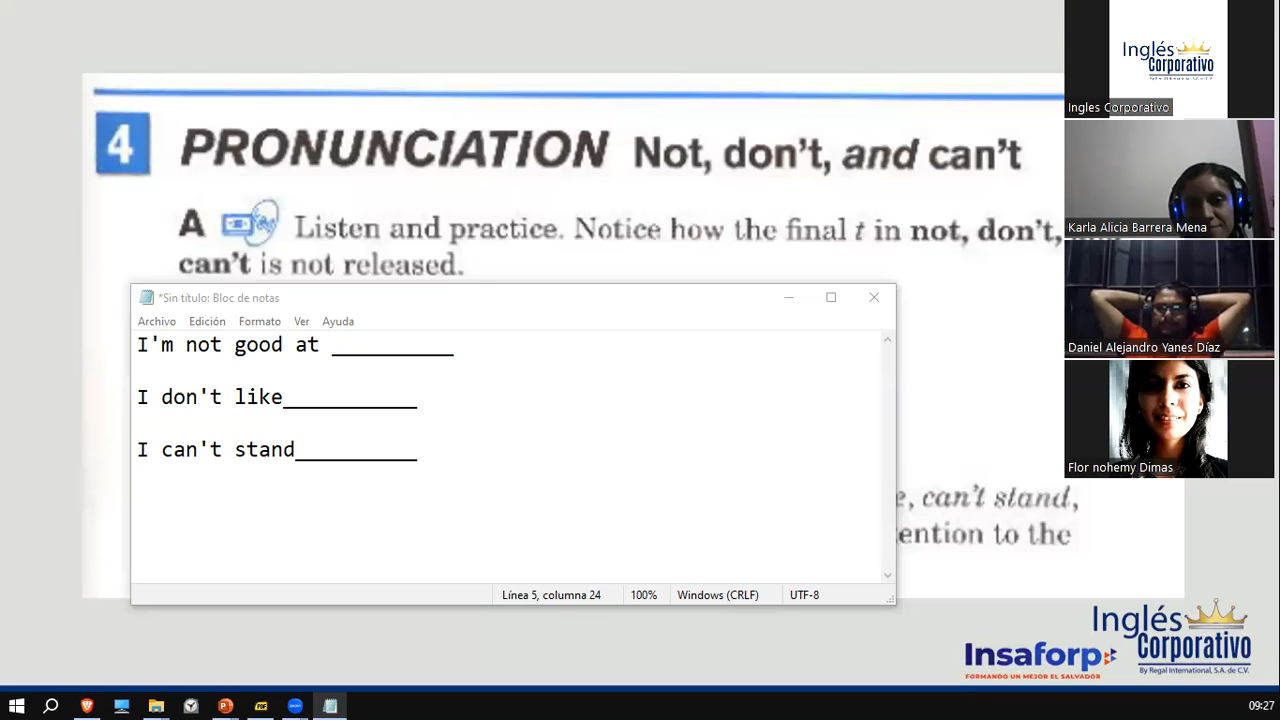 4 PRONUNCIATION Not, don't, and can't
A Listen and practice. Notice how the final t in not, don't,
can't is not released.
*Sin título: Bloc de notas
Archivo Edición Formato Ver Ayuda
I'm not good at __________
I don't like___________
I can't stand__________
Línea 5, columna 24 100% Windows (CRLF) UTF-8
e, can't stand,
ention to the
Inglés
Corporativo
Ingles Corporativo
Karla Alicia Barrera Mena
Daniel Alejandro Yanes Díaz
Flor nohemy Dimas
Insaforp
FORMANDO UN MEJOR EL SALVADOR
Inglés
Corporativo
By Regal International, S.A. de C.V.
09:27